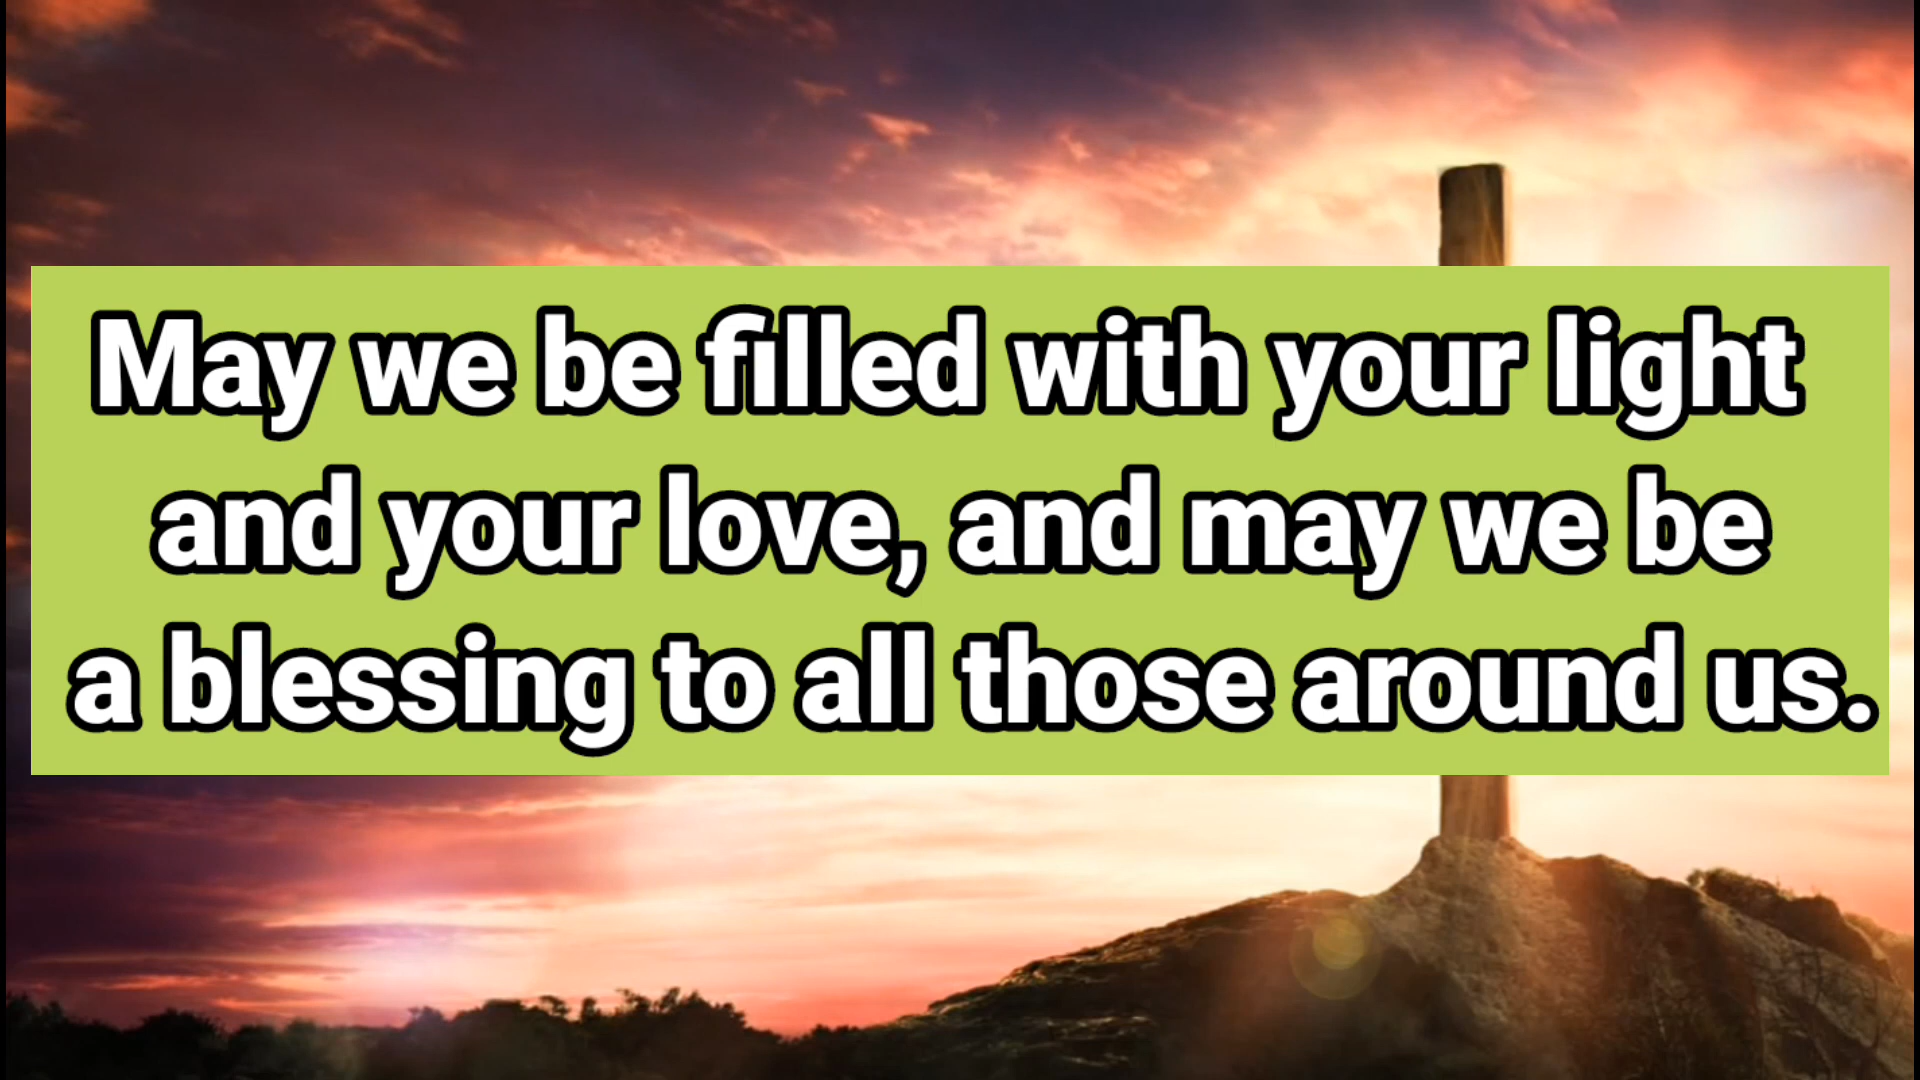 May we be filled with your light
and your love, and may we be
a blessing to all those around us.